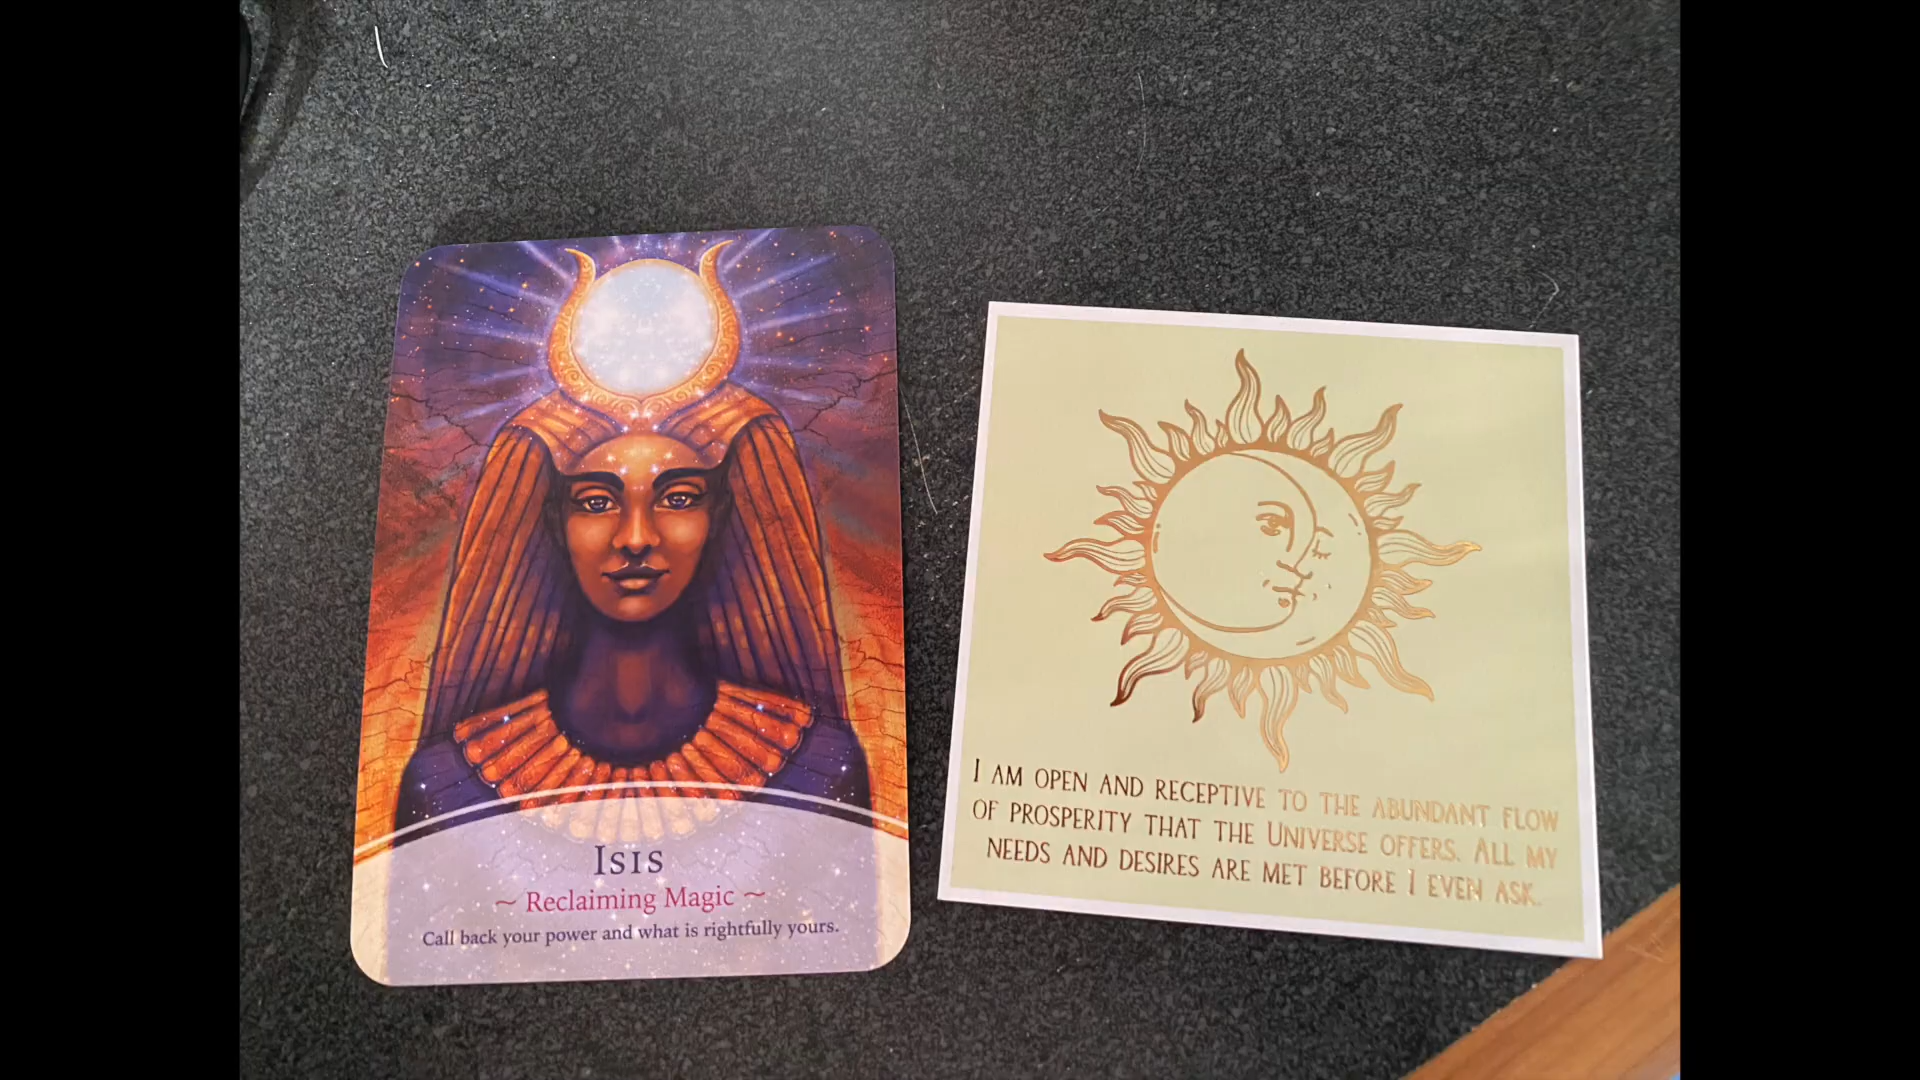 Isis
~ Reclaiming Magic ~
Call back your power and what is rightfully yours.
I AM OPEN AND RECEPTIVE TO THE ABUNDANT FLOW
OF PROSPERITY THAT THE UNIVERSE OFFERS. ALL MY
NEEDS AND DESIRES ARE MET BEFORE I EVEN ASK.